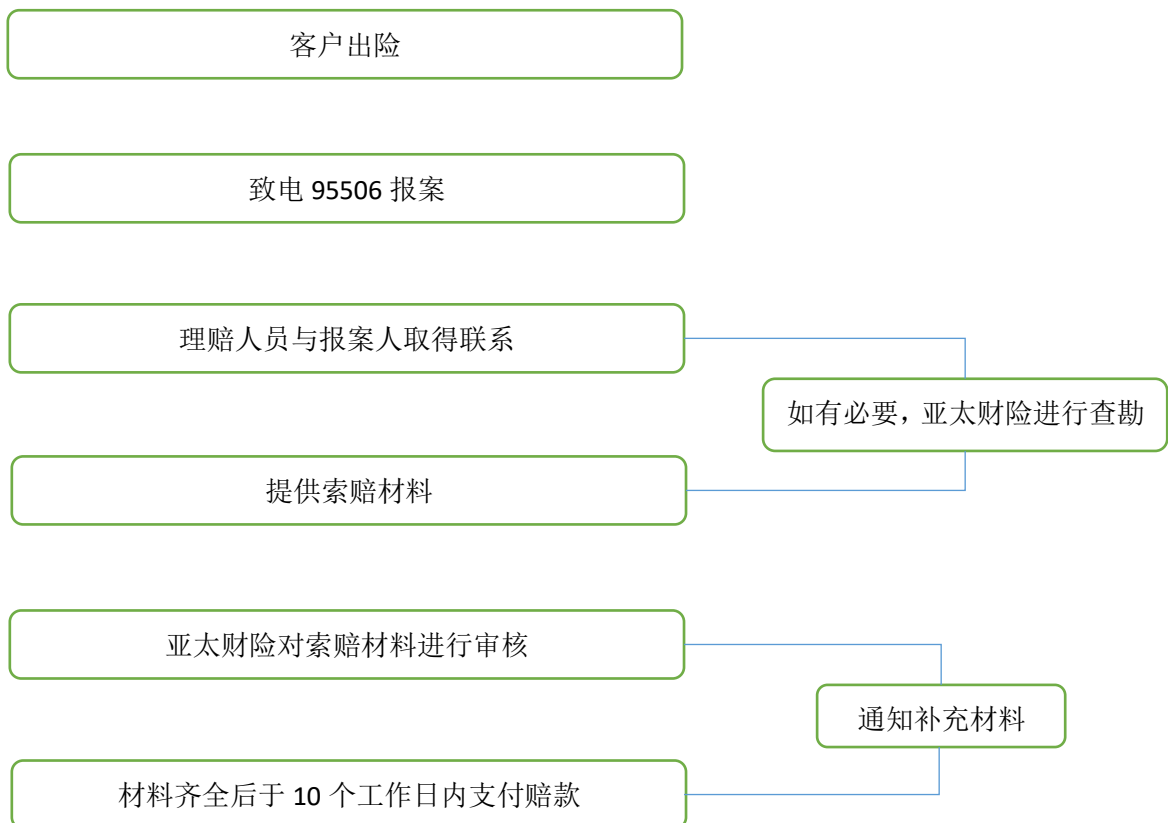 客户出险
致电 95506 报案
理赔人员与报案人取得联系
如有必要，亚太财险进行查勘
提供索赔材料
亚太财险对索赔材料进行审核
通知补充材料
材料齐全后于 10 个工作日内支付赔款